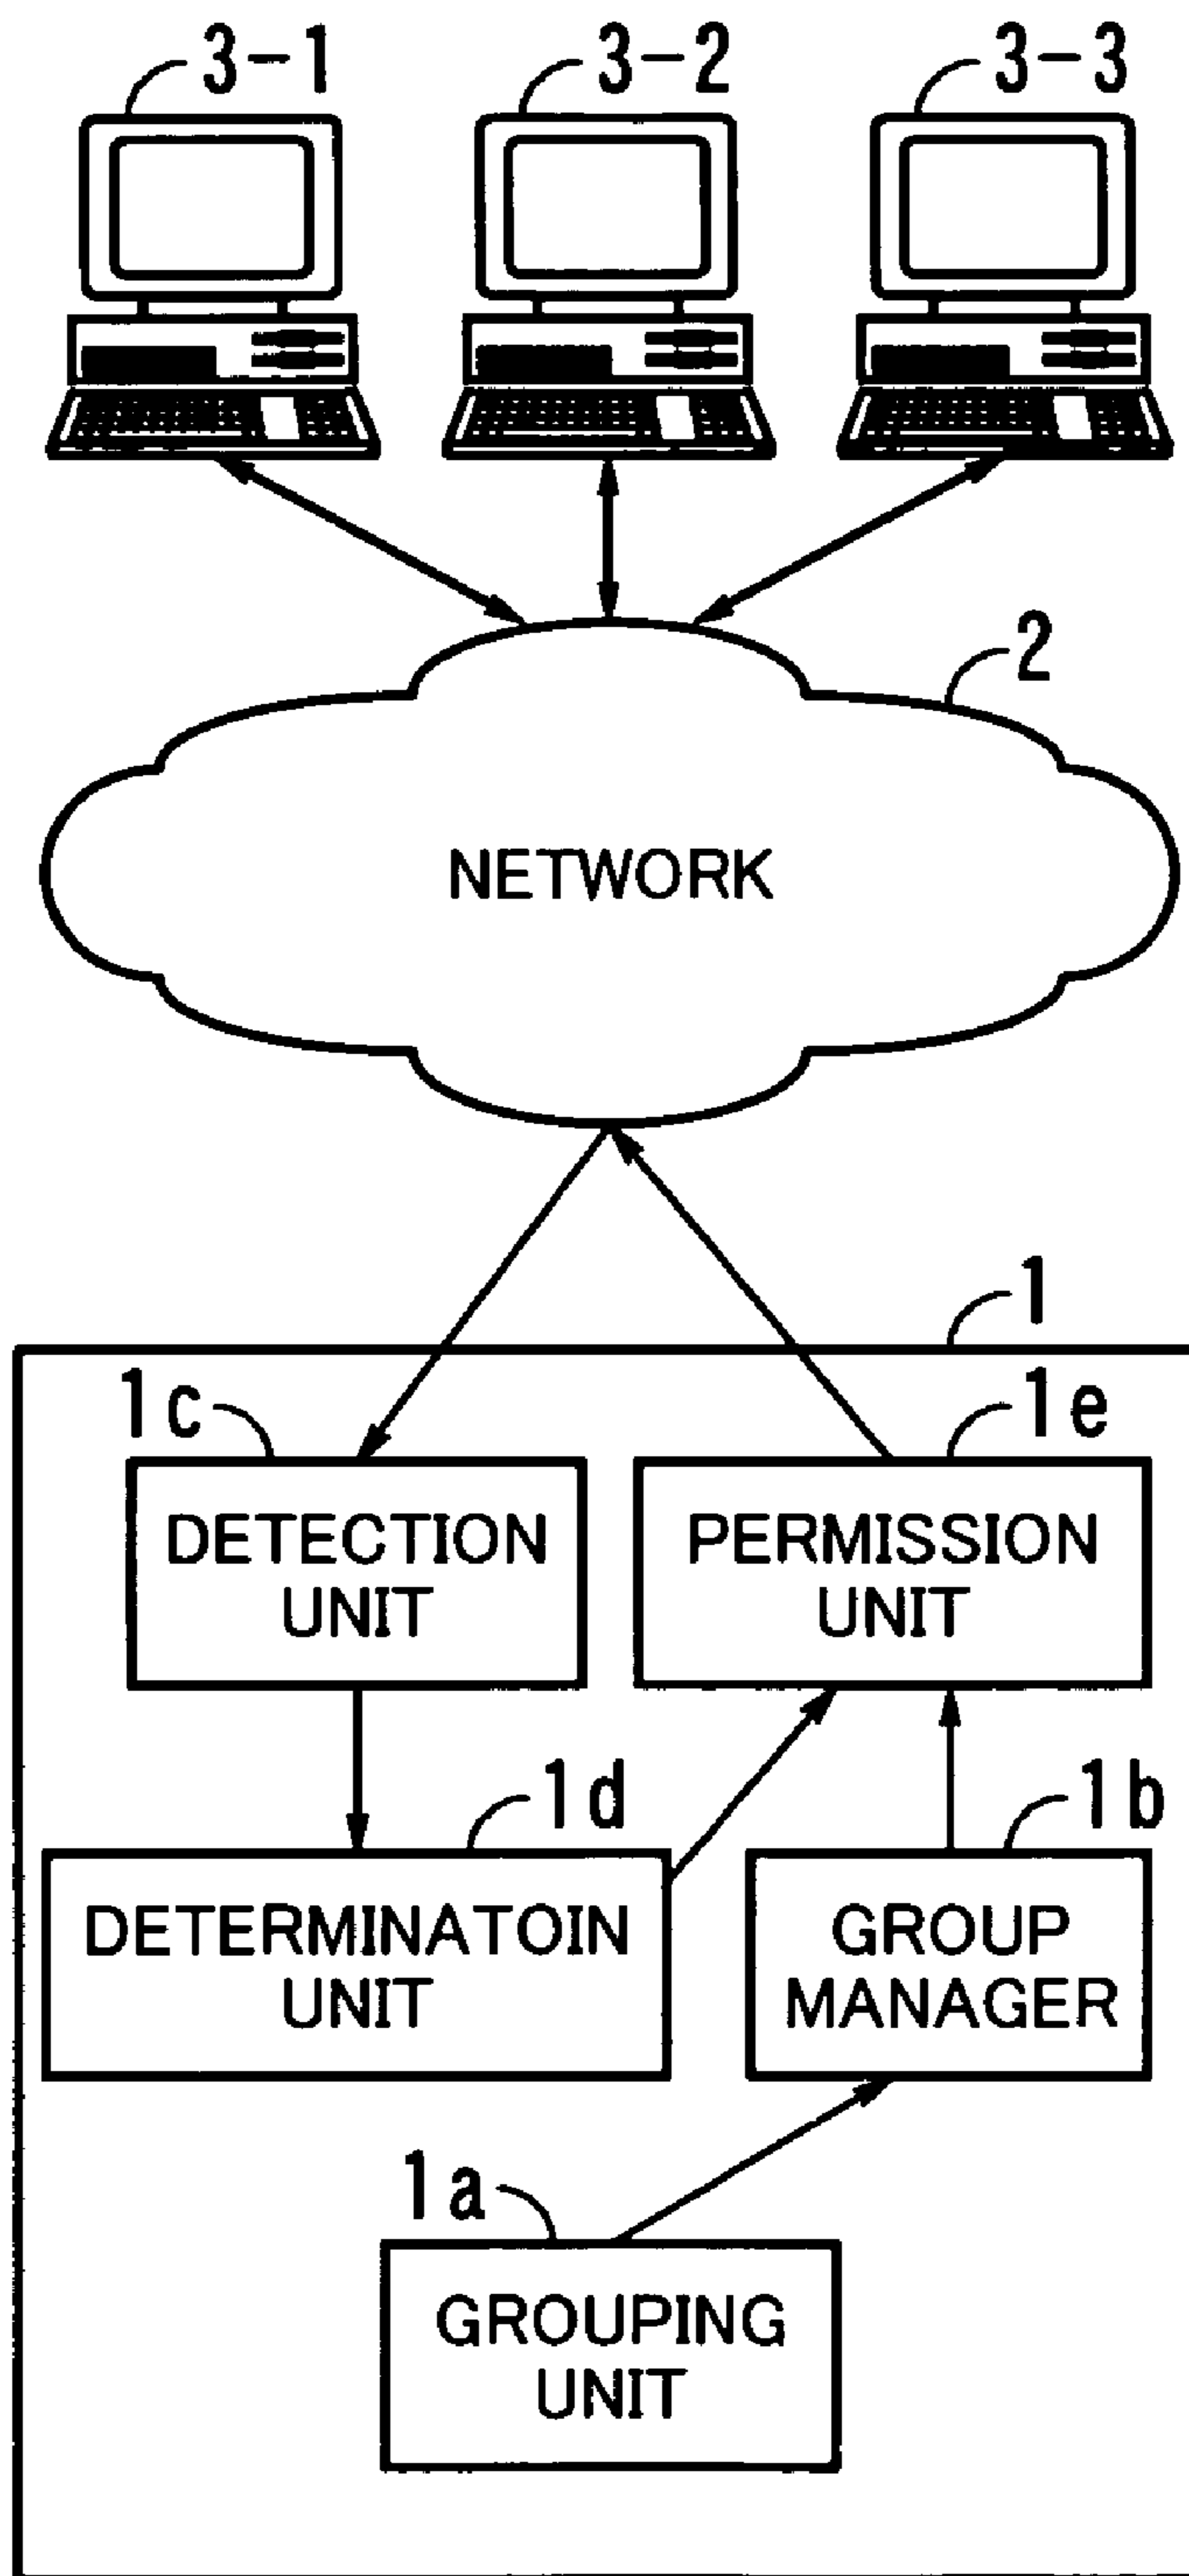 3-1 3-2 3-3
2
NETWORK
1
1c 1e
DETECTION
UNIT
PERMISSION
UNIT
1d 1b
DETERMINATOIN
UNIT
GROUP
MANAGER
1a
GROUPING
UNIT